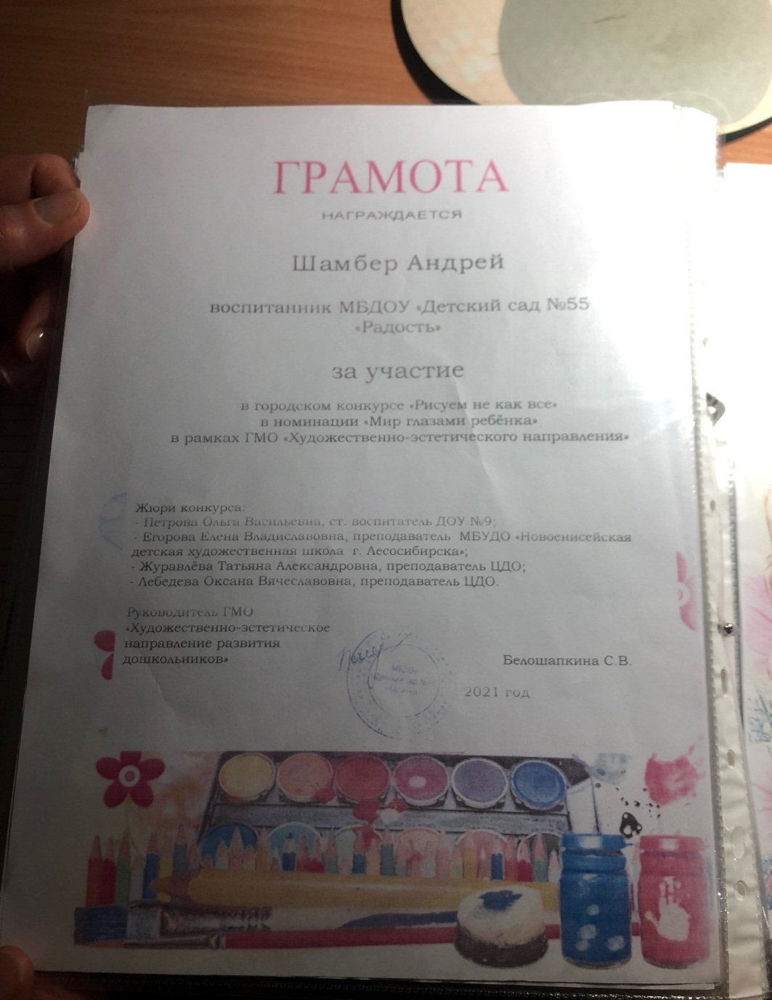 ГРАМОТА
НАГРАЖДАЕТСЯ
Шамбер Андрей
воспитанник МБДОУ «Детский сад №55
«Радость»
за участие
в городском конкурсе «Рисуем не как все»
в номинации «Мир глазами ребёнка»
в рамках ГМО «Художественно-эстетического направления»
Жюри конкурса:
- Петрова Ольга Васильевна, ст. воспитатель ДОУ №9;
- Егорова Елена Владиславовна, преподаватель МБУДО «Новоенисейская
детская художественная школа г. Лесосибирска»;
- Журавлёва Татьяна Александровна, преподаватель ЦДО;
- Лебедева Оксана Вячеславовна, преподаватель ЦДО.
Руководитель ГМО
«Художественно-эстетическое
направление развития
дошкольников»
Белошапкина С.В.
2021 год